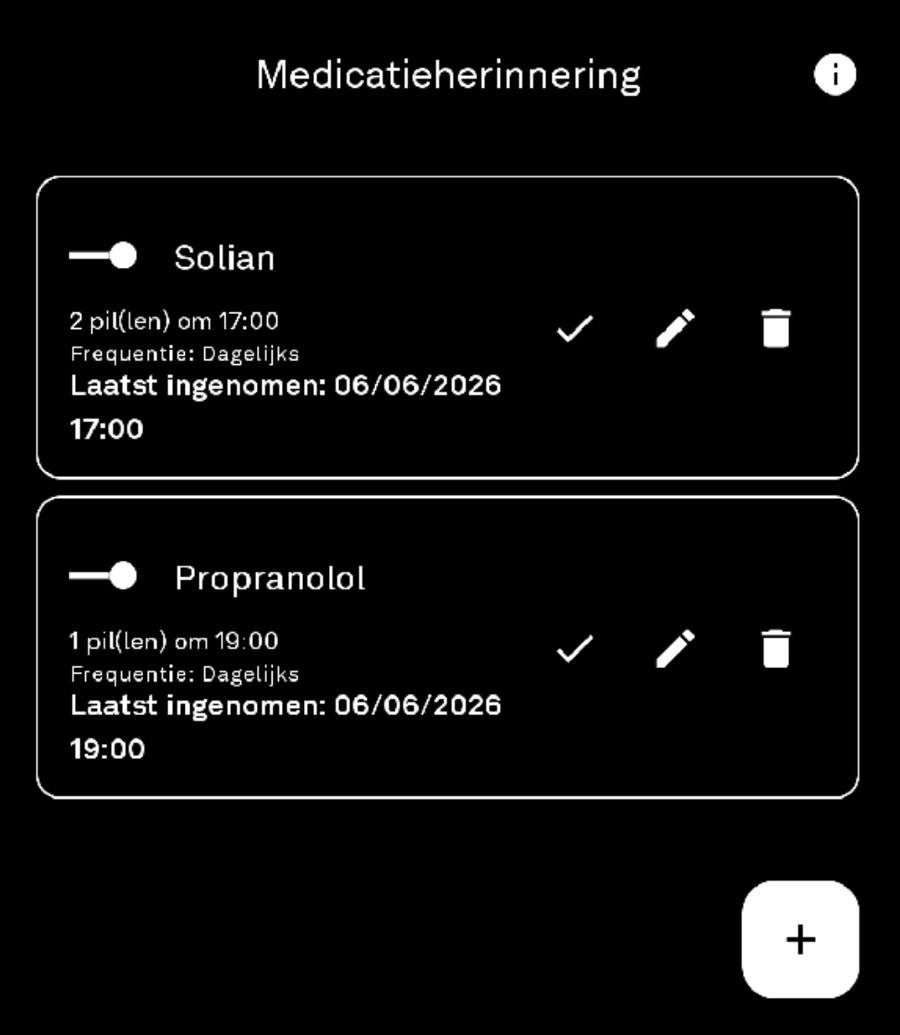 Medicatieherinnering
Solian
2 pil(len) om 17:00
Frequentie: Dagelijks
Laatst ingenomen: 06/06/2026
17:00
Propranolol
1 pil(len) om 19:00
Frequentie: Dagelijks
Laatst ingenomen: 06/06/2026
19:00